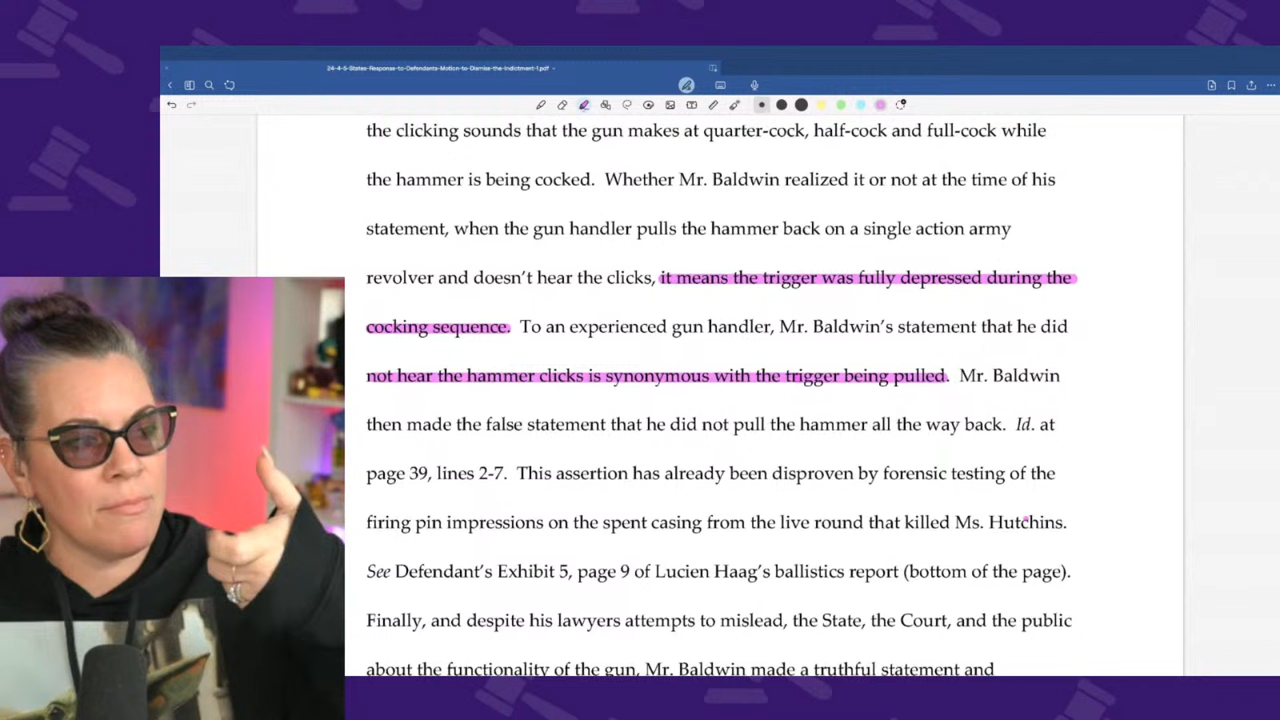 24-4-5-States-Response-to-Defendants-Motion-to-Dismiss-the-Indictment-1.pdf
the clicking sounds that the gun makes at quarter-cock, half-cock and full-cock while
the hammer is being cocked. Whether Mr. Baldwin realized it or not at the time of his
statement, when the gun handler pulls the hammer back on a single action army
revolver and doesn’t hear the clicks, it means the trigger was fully depressed during the
cocking sequence. To an experienced gun handler, Mr. Baldwin’s statement that he did
not hear the hammer clicks is synonymous with the trigger being pulled. Mr. Baldwin
then made the false statement that he did not pull the hammer all the way back. Id. at
page 39, lines 2-7. This assertion has already been disproven by forensic testing of the
firing pin impressions on the spent casing from the live round that killed Ms. Hutchins.
See Defendant’s Exhibit 5, page 9 of Lucien Haag’s ballistics report (bottom of the page).
Finally, and despite his lawyers attempts to mislead, the State, the Court, and the public
about the functionality of the gun, Mr. Baldwin made a truthful statement and